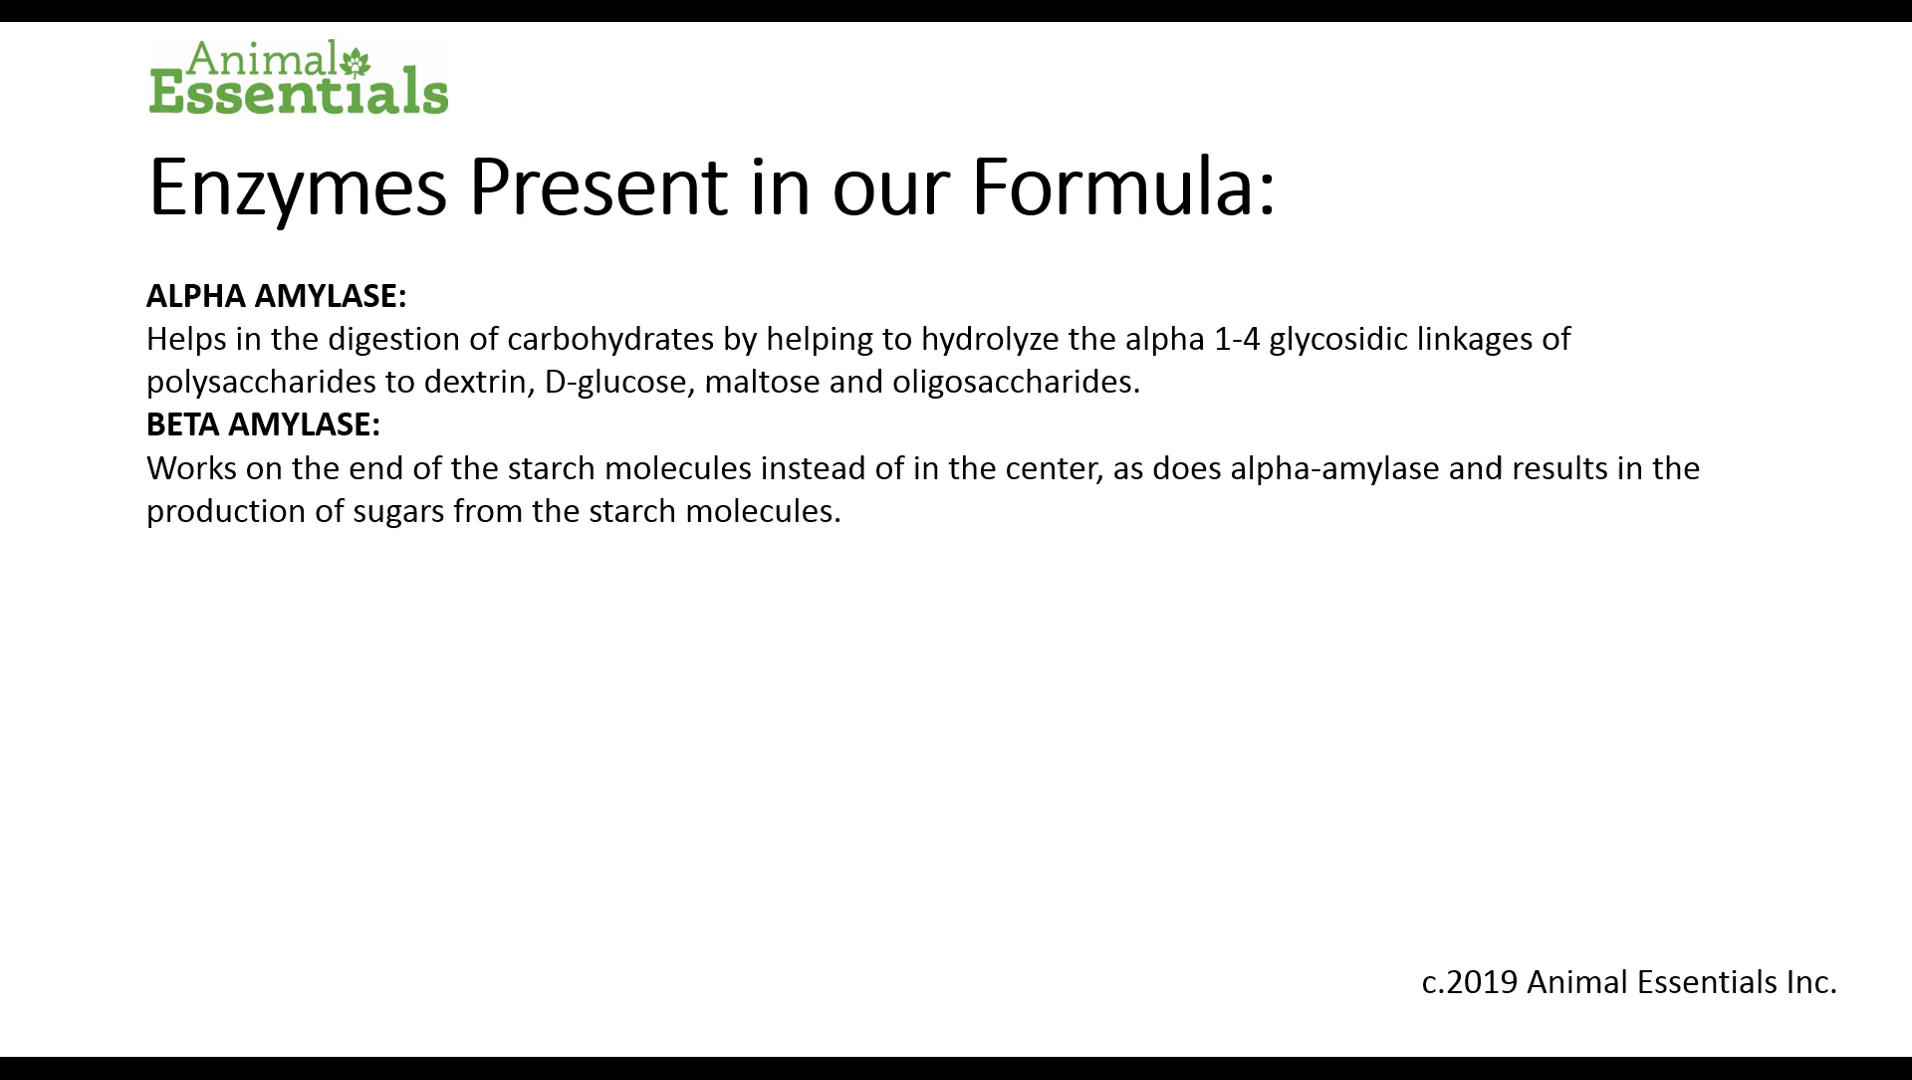 Animal
Essentials
Enzymes Present in our Formula:
ALPHA AMYLASE:
Helps in the digestion of carbohydrates by helping to hydrolyze the alpha 1-4 glycosidic linkages of
polysaccharides to dextrin, D-glucose, maltose and oligosaccharides.
BETA AMYLASE:
Works on the end of the starch molecules instead of in the center, as does alpha-amylase and results in the
production of sugars from the starch molecules.
c.2019 Animal Essentials Inc.